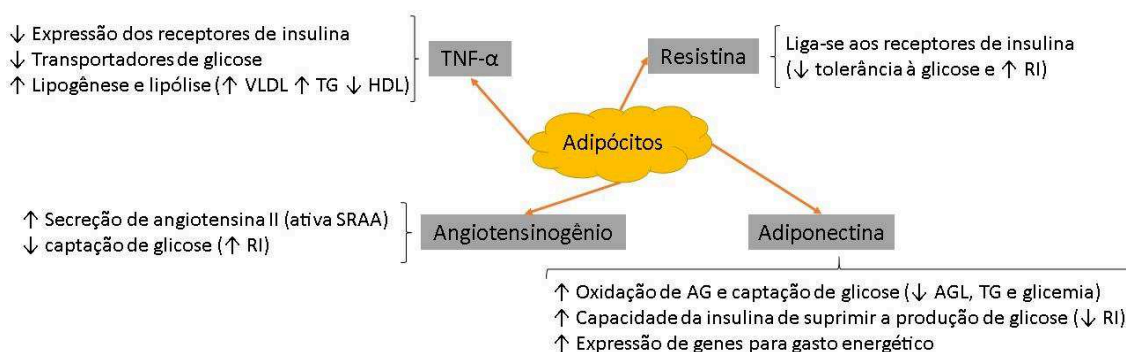 ↓ Expressão dos receptores de insulina
↓ Transportadores de glicose
↑ Lipogênese e lipólise (↑ VLDL ↑ TG ↓ HDL)
TNF-α
Resistina
Liga-se aos receptores de insulina
(↓ tolerância à glicose e ↑ RI)
Adipócitos
↑ Secreção de angiotensina II (ativa SRAA)
↓ captação de glicose (↑ RI)
Angiotensinogênio
Adiponectina
↑ Oxidação de AG e captação de glicose (↓ AGL, TG e glicemia)
↑ Capacidade da insulina de suprimir a produção de glicose (↓ RI)
↑ Expressão de genes para gasto energético